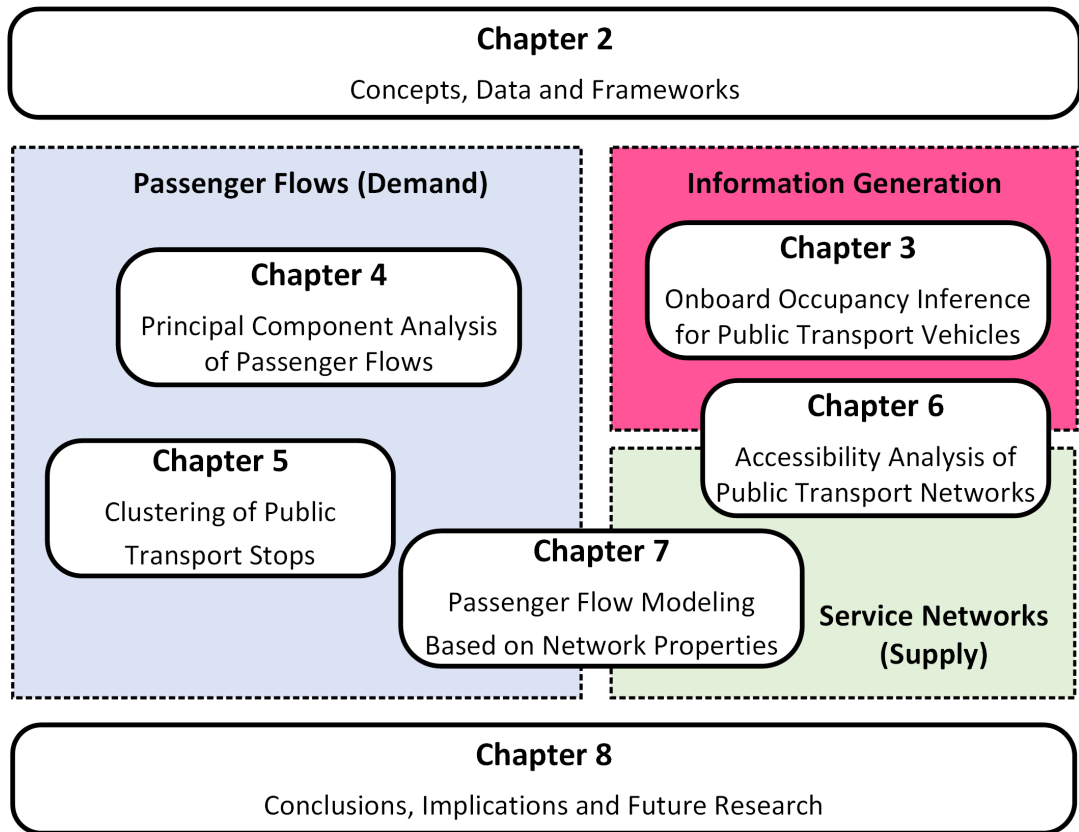 Chapter 2
Concepts, Data and Frameworks
Passenger Flows (Demand)
Chapter 4
Principal Component Analysis
of Passenger Flows
Chapter 5
Clustering of Public
Transport Stops
Information Generation
Chapter 3
Onboard Occupancy Inference
for Public Transport Vehicles
Chapter 6
Accessibility Analysis of
Public Transport Networks
Chapter 7
Passenger Flow Modeling
Based on Network Properties
Service Networks
(Supply)
Chapter 8
Conclusions, Implications and Future Research